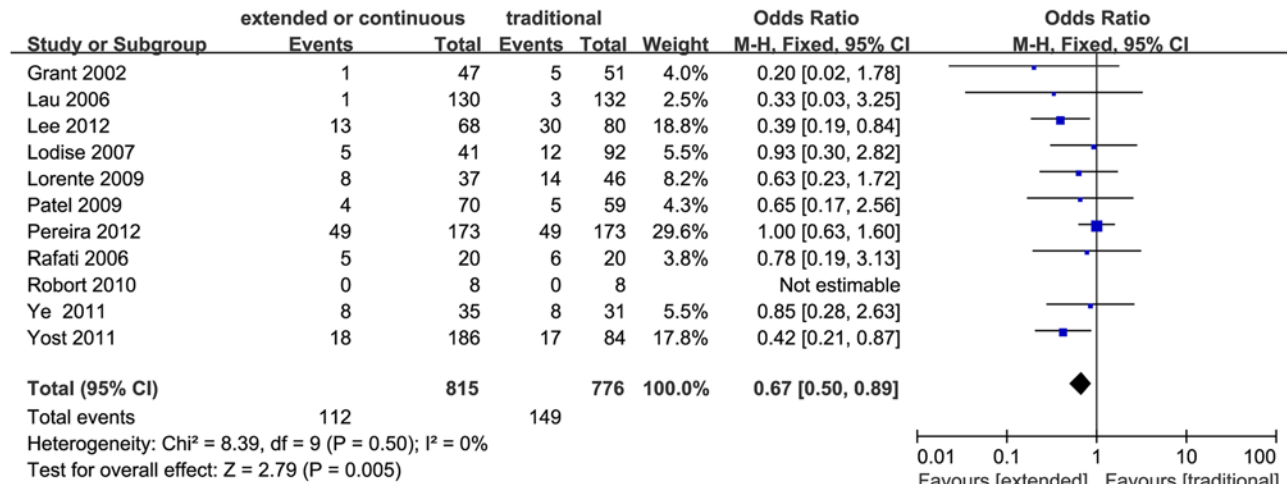 extended or continuous traditional Odds Ratio Odds Ratio
Study or Subgroup Events Total Events Total Weight M-H, Fixed, 95% CI M-H, Fixed, 95% CI
Grant 2002 1 47 5 51 4.0% 0.20 [0.02, 1.78]
Lau 2006 1 130 3 132 2.5% 0.33 [0.03, 3.25]
Lee 2012 13 68 30 80 18.8% 0.39 [0.19, 0.84]
Lodise 2007 5 41 12 92 5.5% 0.93 [0.30, 2.82]
Lorente 2009 8 37 14 46 8.2% 0.63 [0.23, 1.72]
Patel 2009 4 70 5 59 4.3% 0.65 [0.17, 2.56]
Pereira 2012 49 173 49 173 29.6% 1.00 [0.63, 1.60]
Rafati 2006 5 20 6 20 3.8% 0.78 [0.19, 3.13]
Robort 2010 0 8 0 8 Not estimable
Ye 2011 8 35 8 31 5.5% 0.85 [0.28, 2.63]
Yost 2011 18 186 17 84 17.8% 0.42 [0.21, 0.87]
Total (95% CI) 815 776 100.0% 0.67 [0.50, 0.89]
Total events 112 149
Heterogeneity: Chi² = 8.39, df = 9 (P = 0.50); I² = 0%
Test for overall effect: Z = 2.79 (P = 0.005)
0.01 0.1 1 10 100
Favours [extended] Favours [traditional]